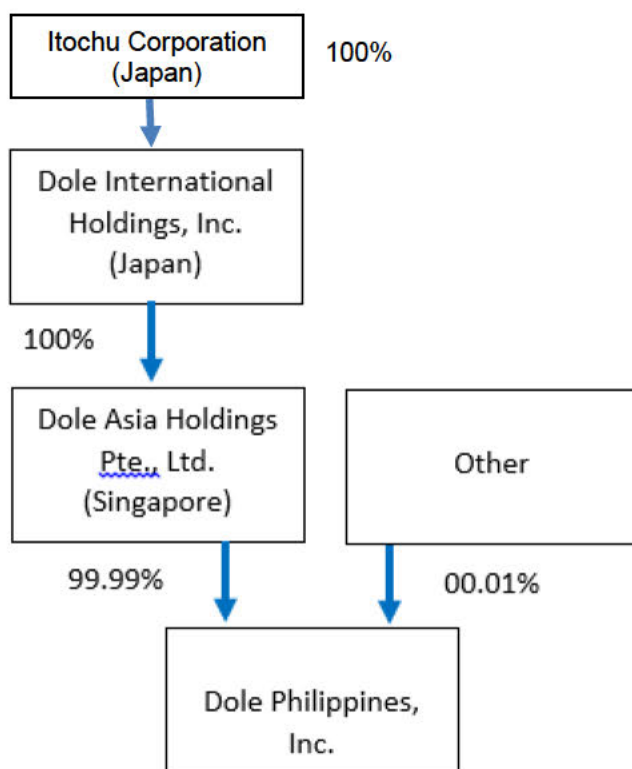 Itochu Corporation
(Japan)
100%
Dole International
Holdings, Inc.
(Japan)
100%
Dole Asia Holdings
Pte., Ltd.
(Singapore)
Other
99.99%
00.01%
Dole Philippines,
Inc.